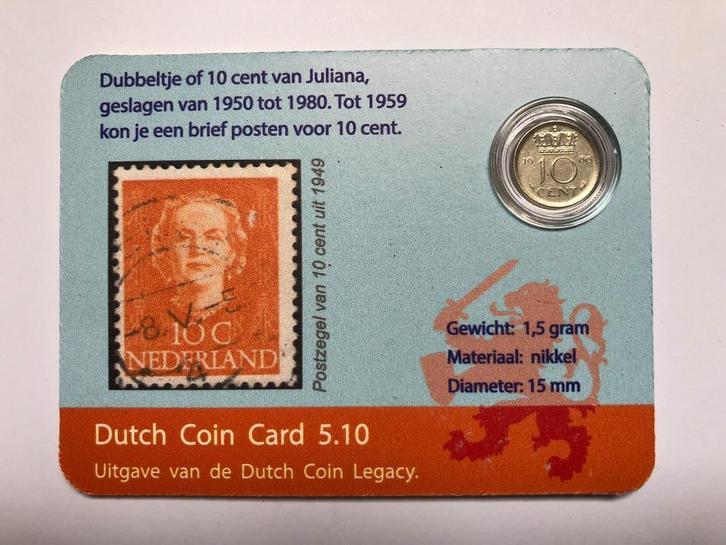 Dubbeltje of 10 cent van Juliana,
geslagen van 1950 tot 1980. Tot 1959
kon je een brief posten voor 10 cent.
1966
10
CENT
Postzegel van 10 cent uit 1949
8.V.
10 C
NEDERLAND
Gewicht: 1,5 gram
Materiaal: nikkel
Diameter: 15 mm
Dutch Coin Card 5.10
Uitgave van de Dutch Coin Legacy.